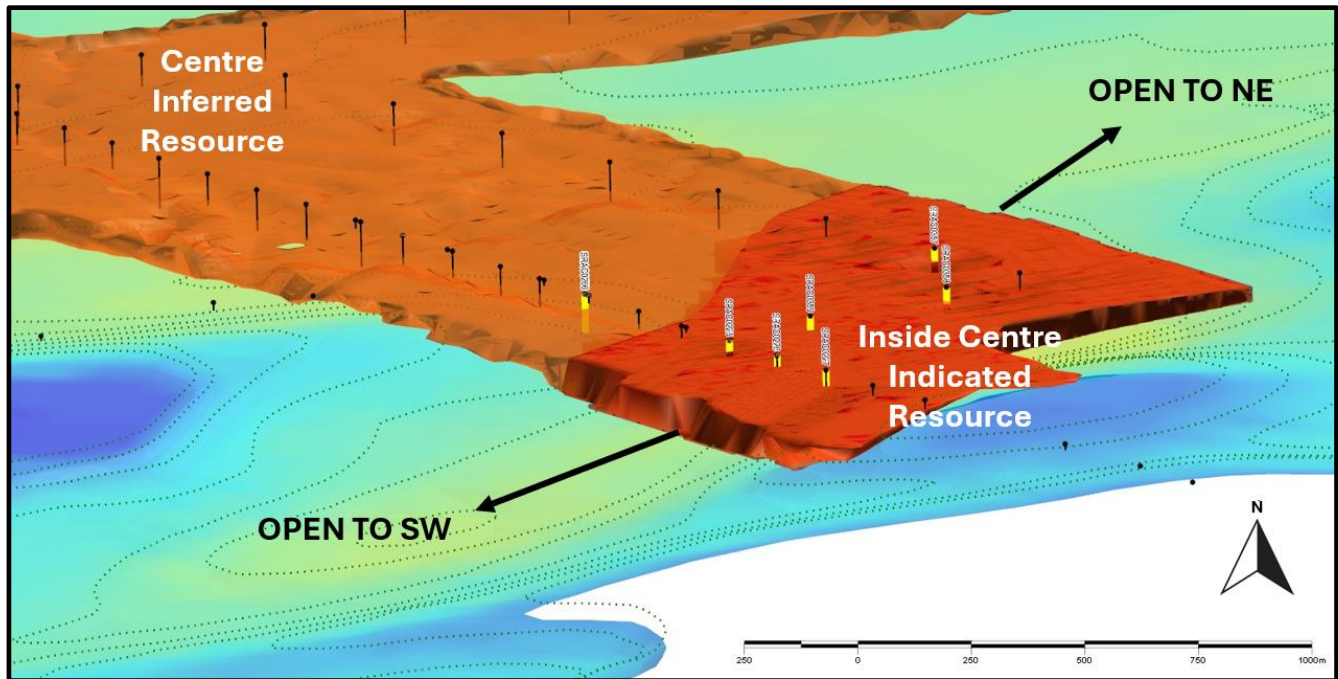 Centre
Inferred
Resource
OPEN TO NE
Inside Centre
Indicated
Resource
OPEN TO SW
N
250
0
250
500
750
1000m